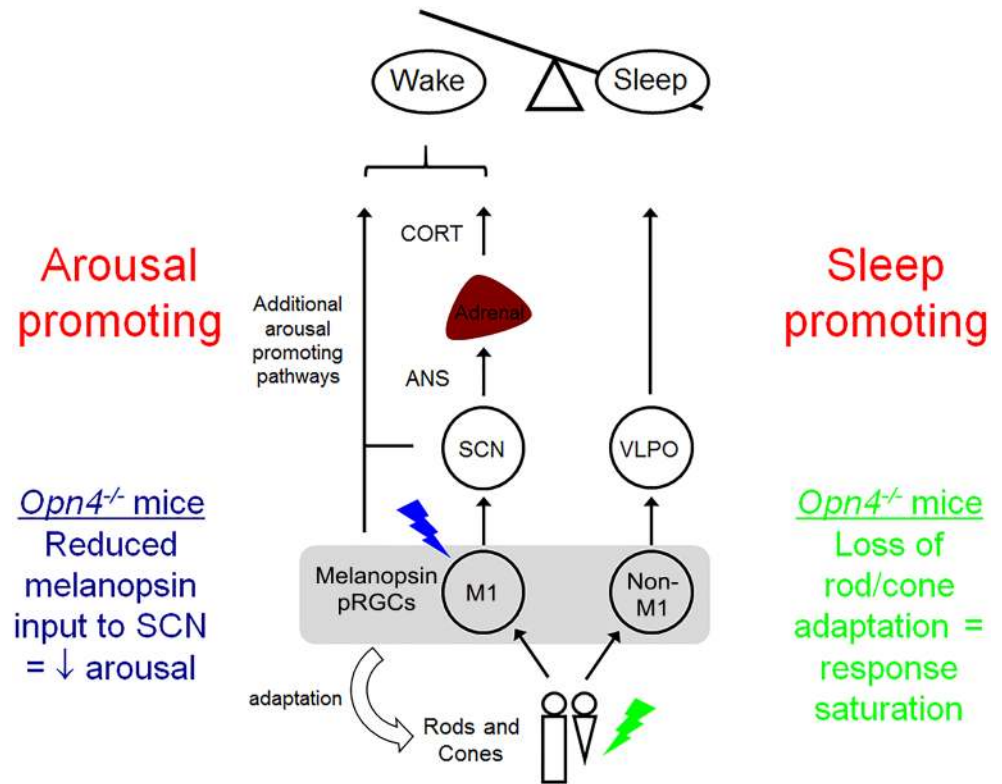 Wake
Sleep
Arousal
promoting
Sleep
promoting
CORT
Additional
arousal
promoting
pathways
Adrenal
ANS
SCN
VLPO
Opn4-/- mice
Reduced
melanopsin
input to SCN
= ↓ arousal
Opn4-/- mice
Loss of
rod/cone
adaptation =
response
saturation
Melanopsin
pRGCs
M1
Non-
M1
adaptation
Rods and
Cones